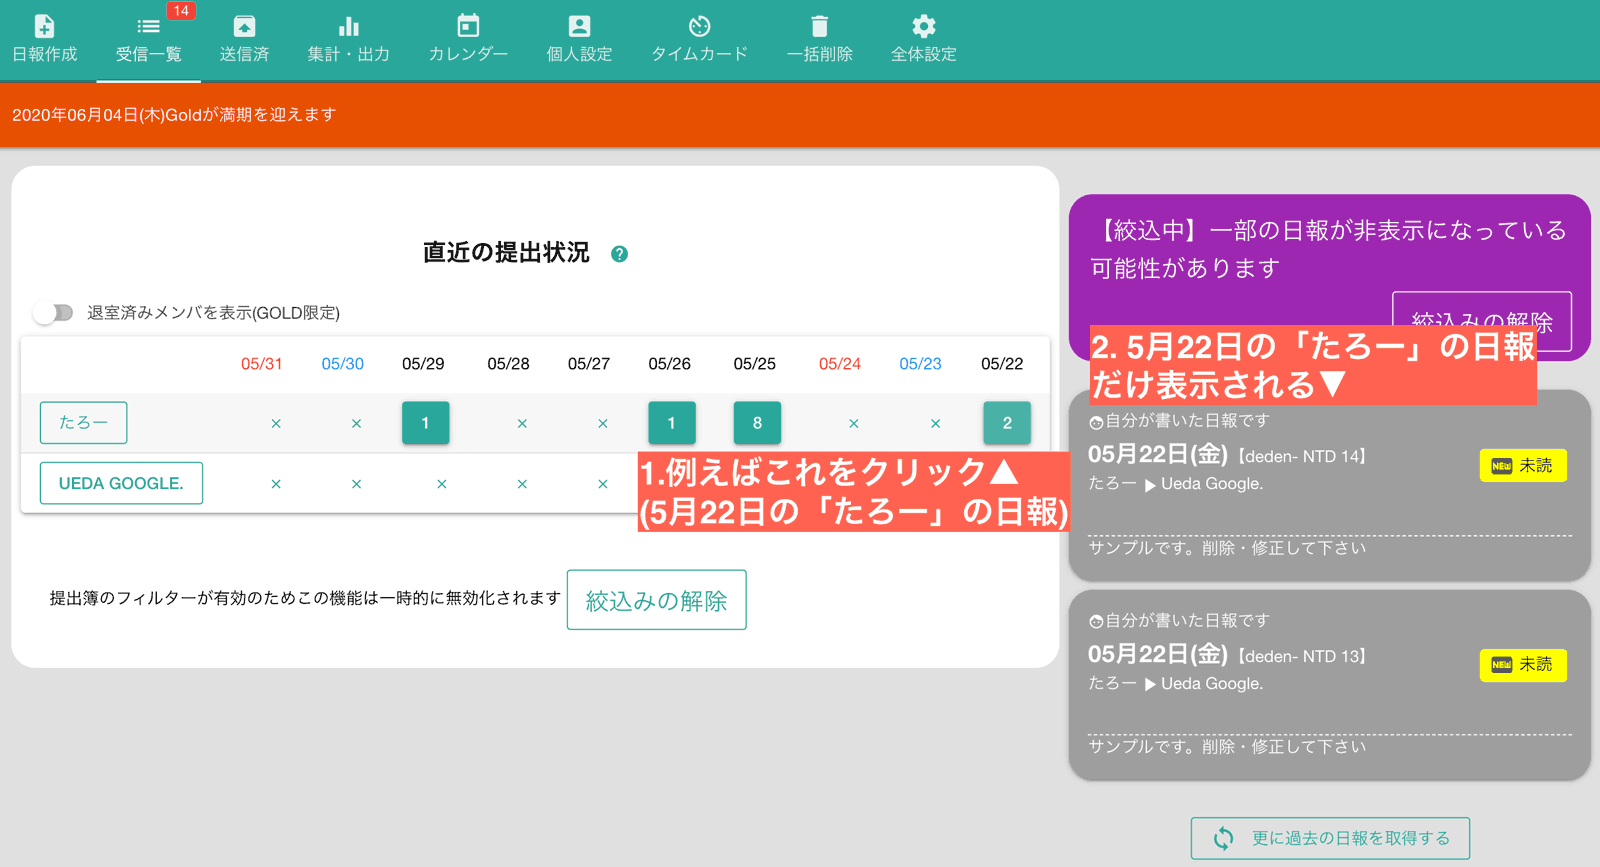 14
日報作成
受信一覧
送信済
集計・出力
カレンダー
個人設定
タイムカード
一括削除
全体設定
2020年06月04日(木)Goldが満期を迎えます
直近の提出状況 ?
退室済みメンバを表示(GOLD限定)
05/31 05/30 05/29 05/28 05/27 05/26 05/25 05/24 05/23 05/22
たろー × × 1 × × 1 8 × × 2
UEDA GOOGLE. × × × × ×
1.例えばこれをクリック▲
(5月22日の「たろー」の日報)
提出簿のフィルターが有効のためこの機能は一時的に無効化されます 絞込みの解除
【絞込中】一部の日報が非表示になっている
可能性があります
絞込みの解除
2. 5月22日の「たろー」の日報
だけ表示される▼
自分が書いた日報です
05月22日(金)【deden- NTD 14】
NEW 未読
たろー ▶ Ueda Google.
サンプルです。削除・修正して下さい
自分が書いた日報です
05月22日(金)【deden- NTD 13】
NEW 未読
たろー ▶ Ueda Google.
サンプルです。削除・修正して下さい
更に過去の日報を取得する